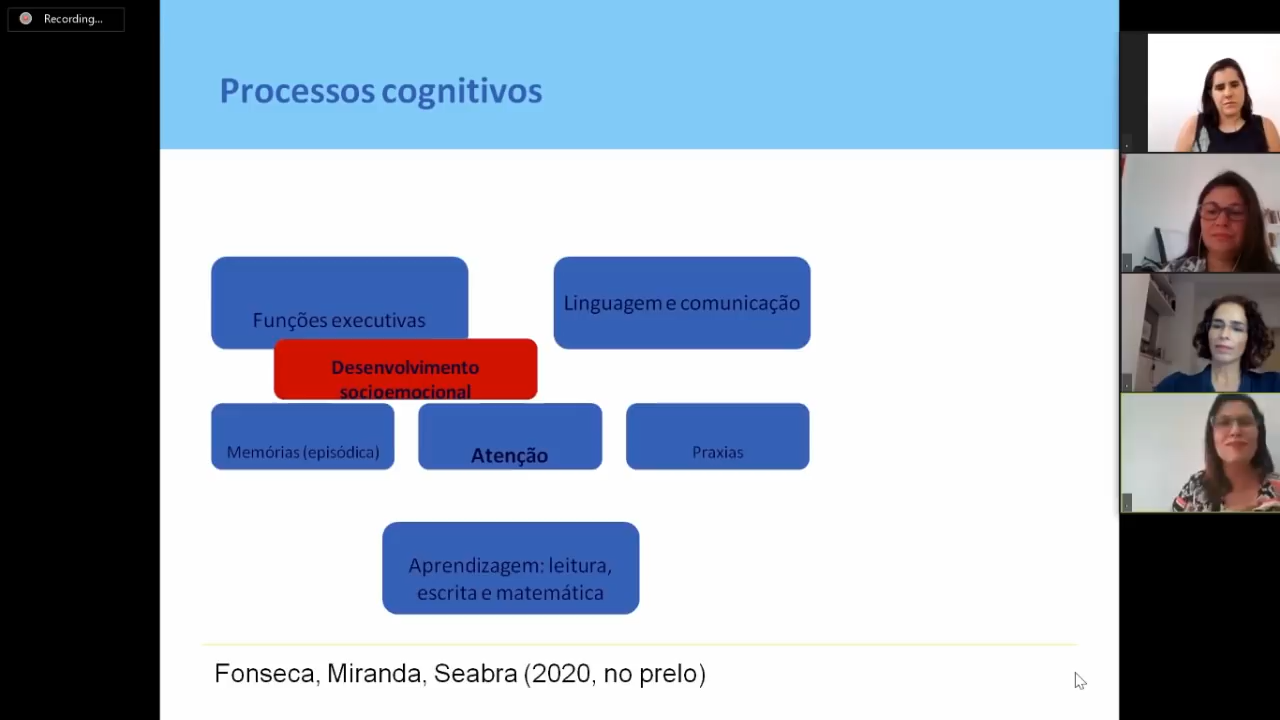 Recording...
Processos cognitivos
Funções executivas
Linguagem e comunicação
Desenvolvimento
socioemocional
Memórias (episódica)
Atenção
Praxias
Aprendizagem: leitura,
escrita e matemática
Fonseca, Miranda, Seabra (2020, no prelo)